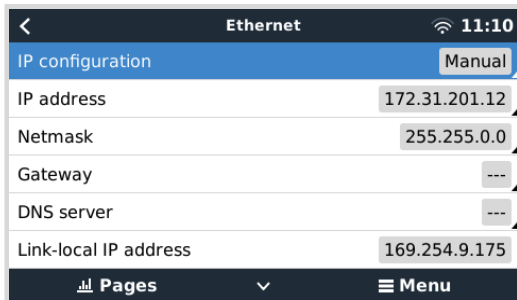 Ethernet 11:10
IP configuration Manual
IP address 172.31.201.12
Netmask 255.255.0.0
Gateway ---
DNS server ---
Link-local IP address 169.254.9.175
Pages Menu